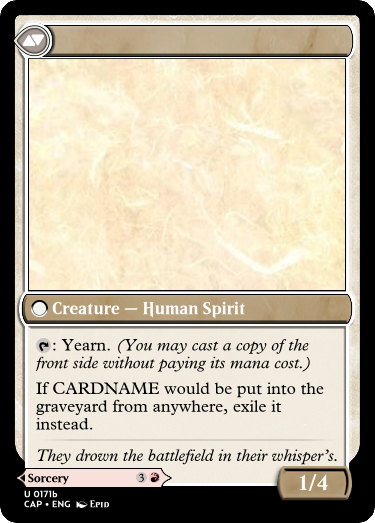 Creature — Human Spirit
: Yearn. (You may cast a copy of the
front side without paying its mana cost.)
If CARDNAME would be put into the
graveyard from anywhere, exile it
instead.
They drown the battlefield in their whisper's.
Sorcery 3
1/4
U 0171b
CAP • ENG EPID